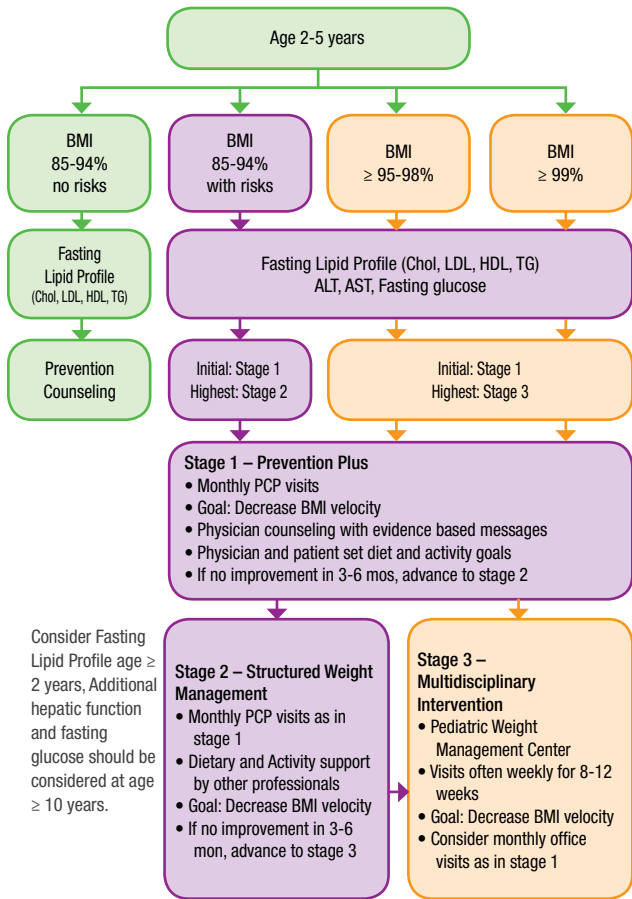 Age 2-5 years
BMI
85-94%
no risks
BMI
85-94%
with risks
BMI
≥ 95-98%
BMI
≥ 99%
Fasting
Lipid Profile
(Chol, LDL, HDL, TG)
Fasting Lipid Profile (Chol, LDL, HDL, TG)
ALT, AST, Fasting glucose
Prevention
Counseling
Initial: Stage 1
Highest: Stage 2
Initial: Stage 1
Highest: Stage 3
Stage 1 – Prevention Plus
• Monthly PCP visits
• Goal: Decrease BMI velocity
• Physician counseling with evidence based messages
• Physician and patient set diet and activity goals
• If no improvement in 3-6 mos, advance to stage 2
Consider Fasting
Lipid Profile age ≥
2 years, Additional
hepatic function
and fasting
glucose should be
considered at age
≥ 10 years.
Stage 2 – Structured Weight
Management
• Monthly PCP visits as in
stage 1
• Dietary and Activity support
by other professionals
• Goal: Decrease BMI velocity
• If no improvement in 3-6
mon, advance to stage 3
Stage 3 –
Multidisciplinary
Intervention
• Pediatric Weight
Management Center
• Visits often weekly for 8-12
weeks
• Goal: Decrease BMI velocity
• Consider monthly office
visits as in stage 1